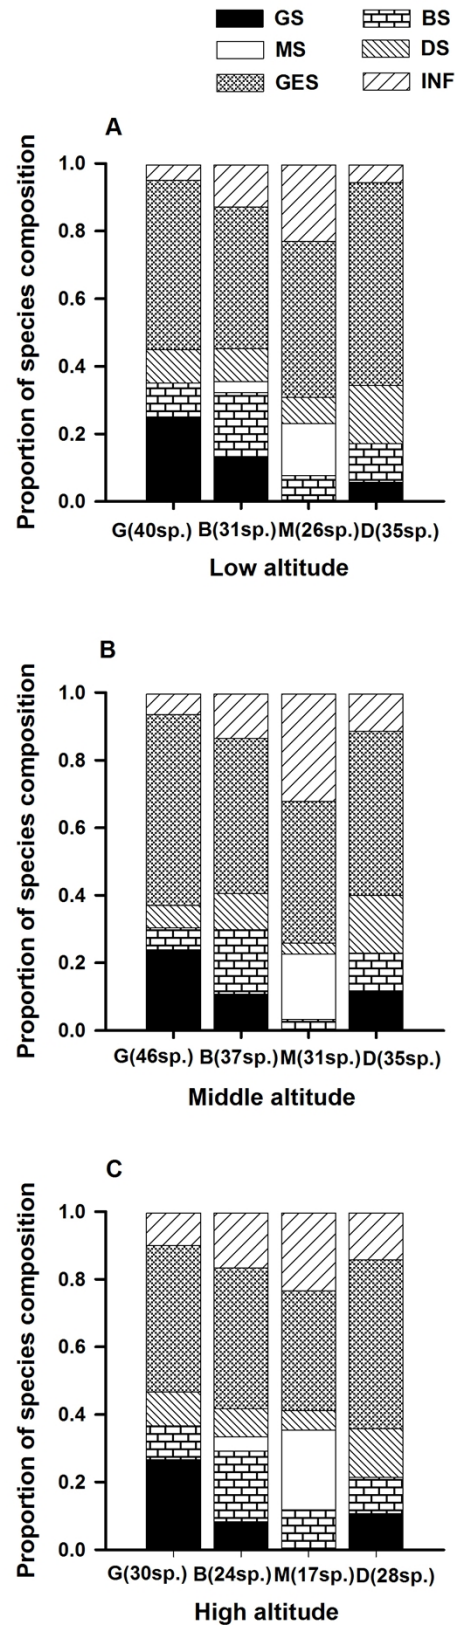 GS BS
MS DS
GES INF
A
Proportion of species composition
1.0
0.8
0.6
0.4
0.2
0.0
G(40sp.) B(31sp.) M(26sp.) D(35sp.)
Low altitude
B
Proportion of species composition
1.0
0.8
0.6
0.4
0.2
0.0
G(46sp.) B(37sp.) M(31sp.) D(35sp.)
Middle altitude
C
Proportion of species composition
1.0
0.8
0.6
0.4
0.2
0.0
G(30sp.) B(24sp.) M(17sp.) D(28sp.)
High altitude